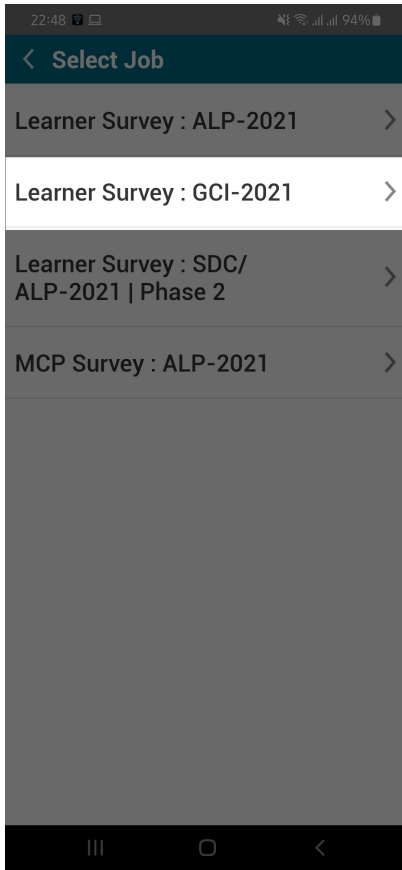 22:48 94%
Select Job
Learner Survey : ALP-2021
Learner Survey : GCI-2021
Learner Survey : SDC/
ALP-2021 | Phase 2
MCP Survey : ALP-2021